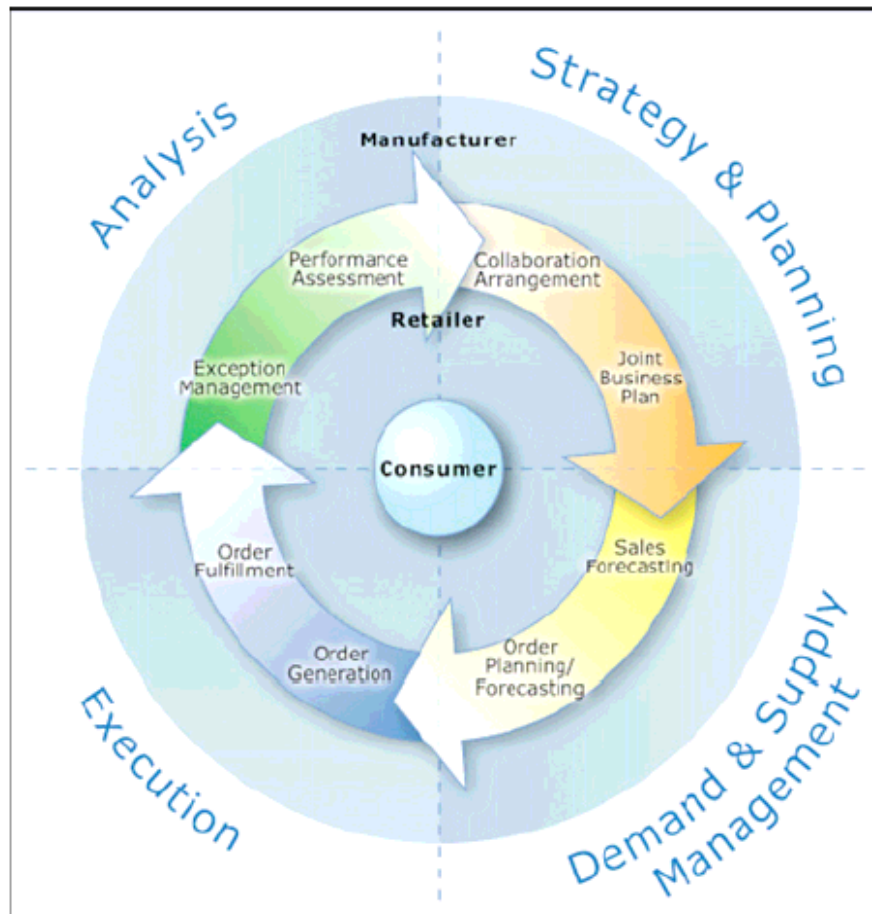 Analysis
Strategy & Planning
Manufacturer
Performance
Assessment
Collaboration
Arrangement
Retailer
Exception
Management
Joint
Business
Plan
Consumer
Order
Fulfillment
Sales
Forecasting
Order
Generation
Order
Planning/
Forecasting
Execution
Demand & Supply
Management